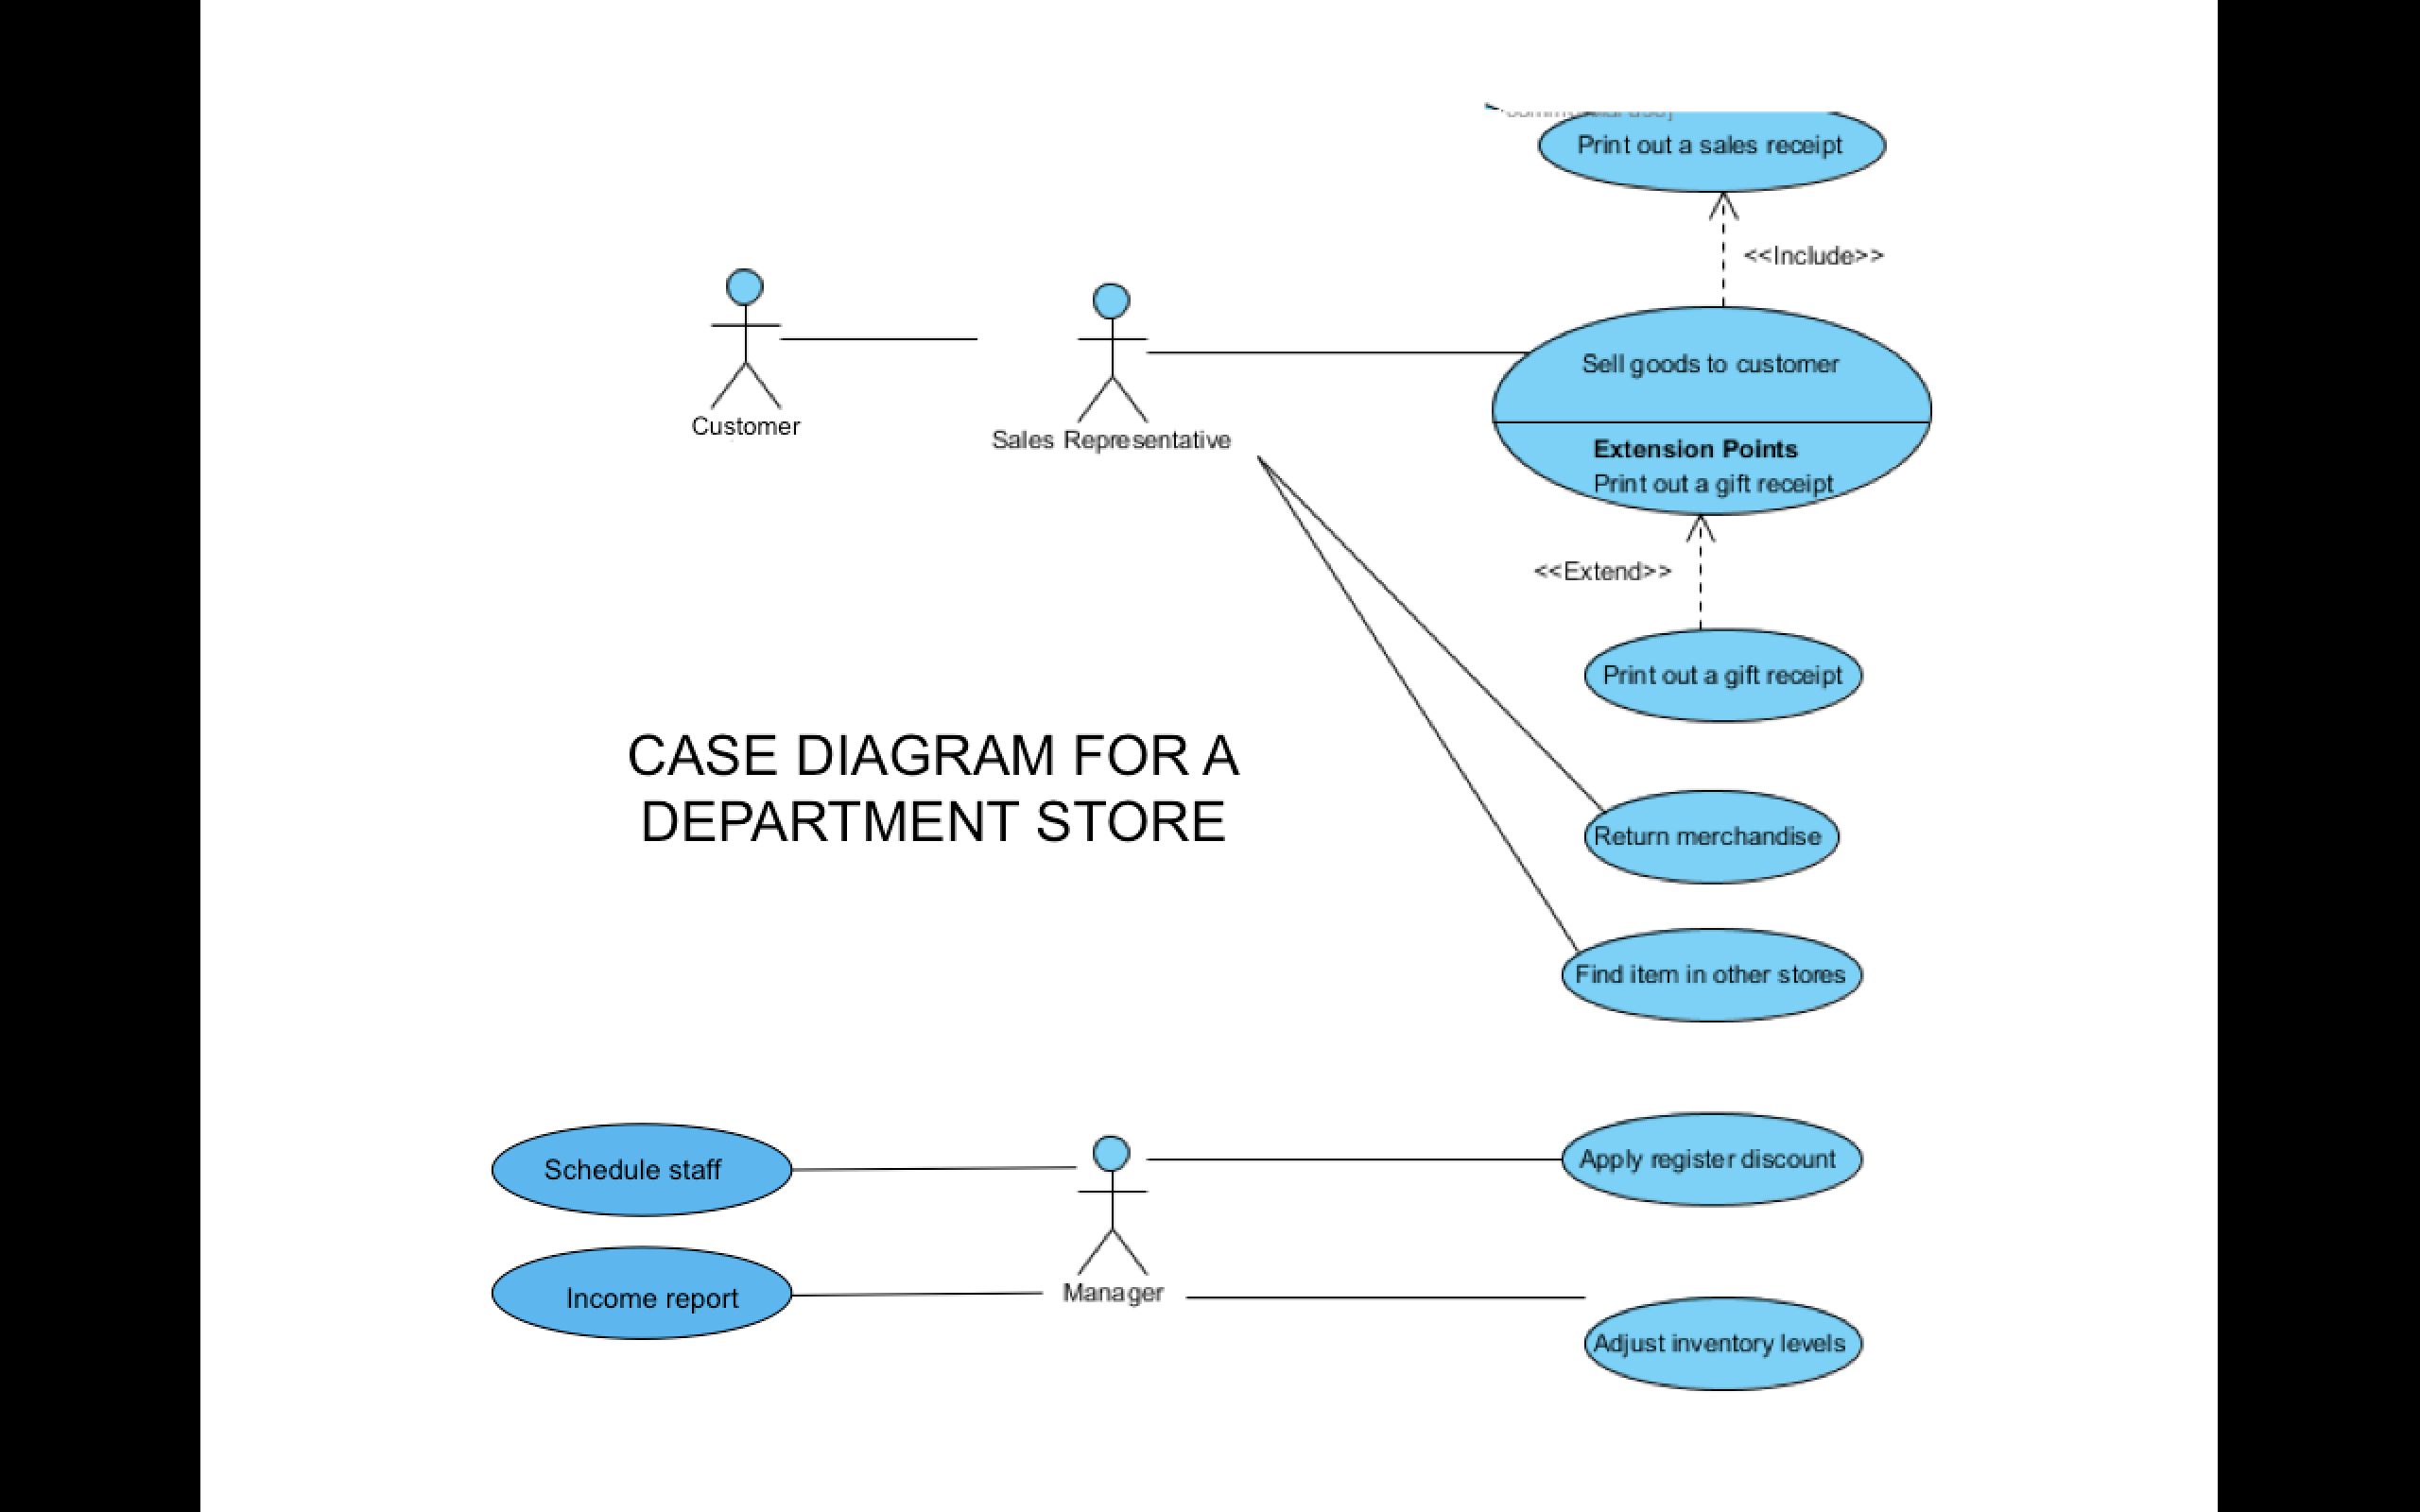 Print out a sales receipt
<<Include>>
Customer
Sales Representative
Sell goods to customer
Extension Points
Print out a gift receipt
<<Extend>>
Print out a gift receipt
CASE DIAGRAM FOR A
DEPARTMENT STORE
Return merchandise
Find item in other stores
Schedule staff
Apply register discount
Income report
Manager
Adjust inventory levels